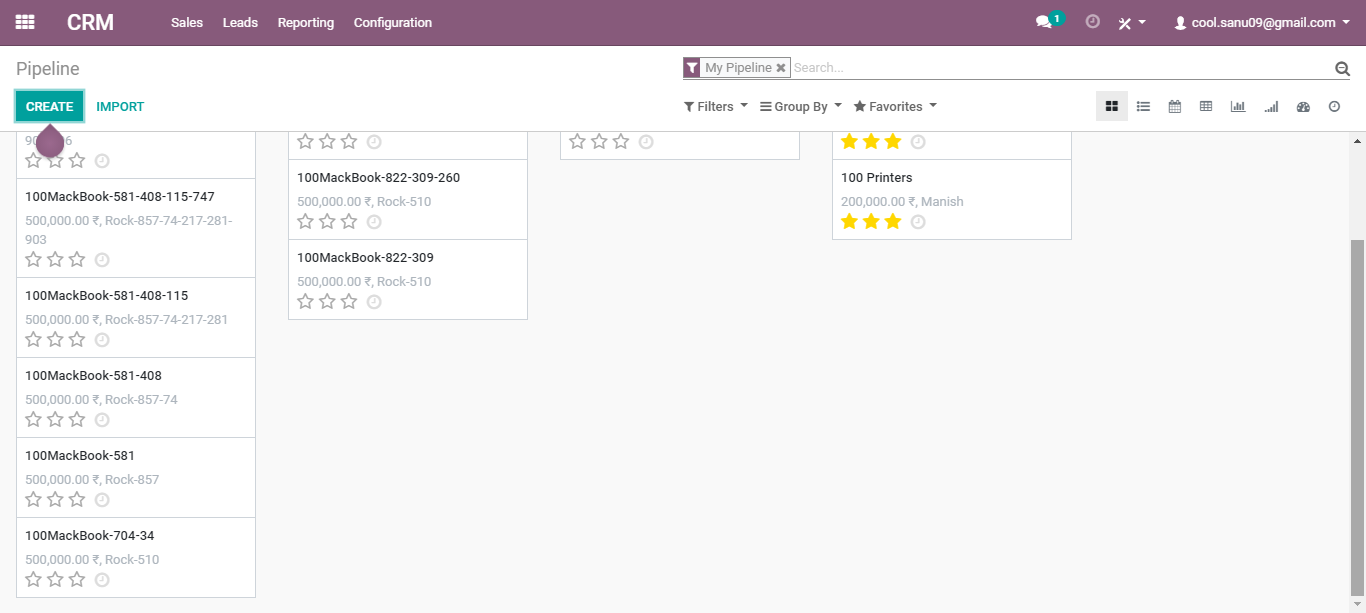 CRM
Sales Leads Reporting Configuration
1
cool.sanu09@gmail.com
Pipeline
My Pipeline
Search...
CREATE IMPORT
Filters Group By Favorites
100MackBook-581-408-115-747
500,000.00 ₹, Rock-857-74-217-281-
903
100MackBook-581-408-115
500,000.00 ₹, Rock-857-74-217-281
100MackBook-581-408
500,000.00 ₹, Rock-857-74
100MackBook-581
500,000.00 ₹, Rock-857
100MackBook-704-34
500,000.00 ₹, Rock-510
100MackBook-822-309-260
500,000.00 ₹, Rock-510
100MackBook-822-309
500,000.00 ₹, Rock-510
100 Printers
200,000.00 ₹, Manish